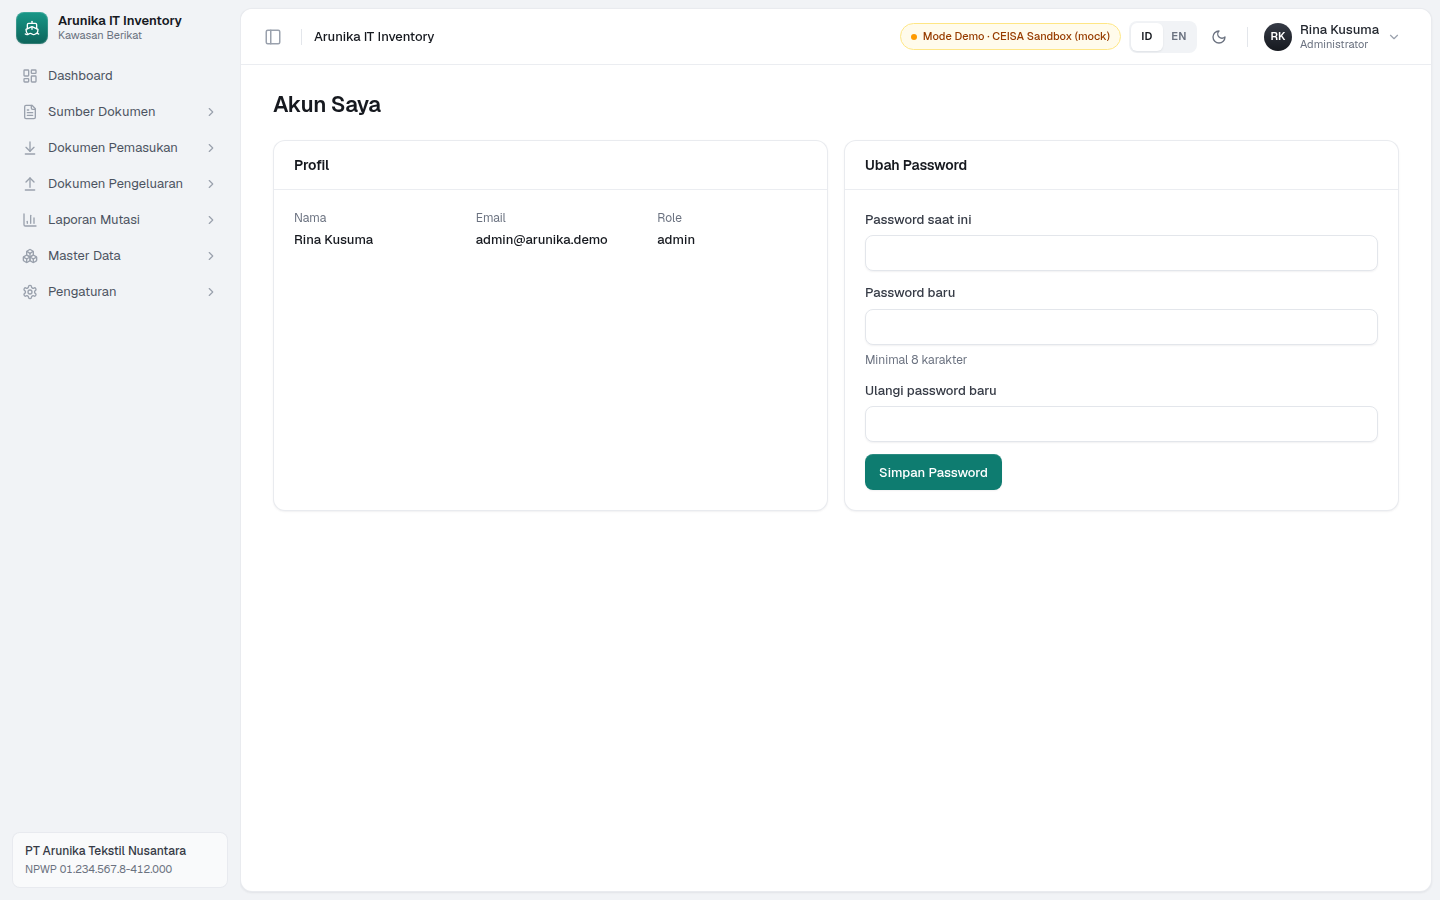 Arunika IT Inventory
Kawasan Berikat
Dashboard
Sumber Dokumen
Dokumen Pemasukan
Dokumen Pengeluaran
Laporan Mutasi
Master Data
Pengaturan
PT Arunika Tekstil Nusantara
NPWP 01.234.567.8-412.000
Arunika IT Inventory
Mode Demo · CEISA Sandbox (mock)
ID EN
RK
Rina Kusuma
Administrator
Akun Saya
Profil
Nama Email Role
Rina Kusuma admin@arunika.demo admin
Ubah Password
Password saat ini
Password baru
Minimal 8 karakter
Ulangi password baru
Simpan Password